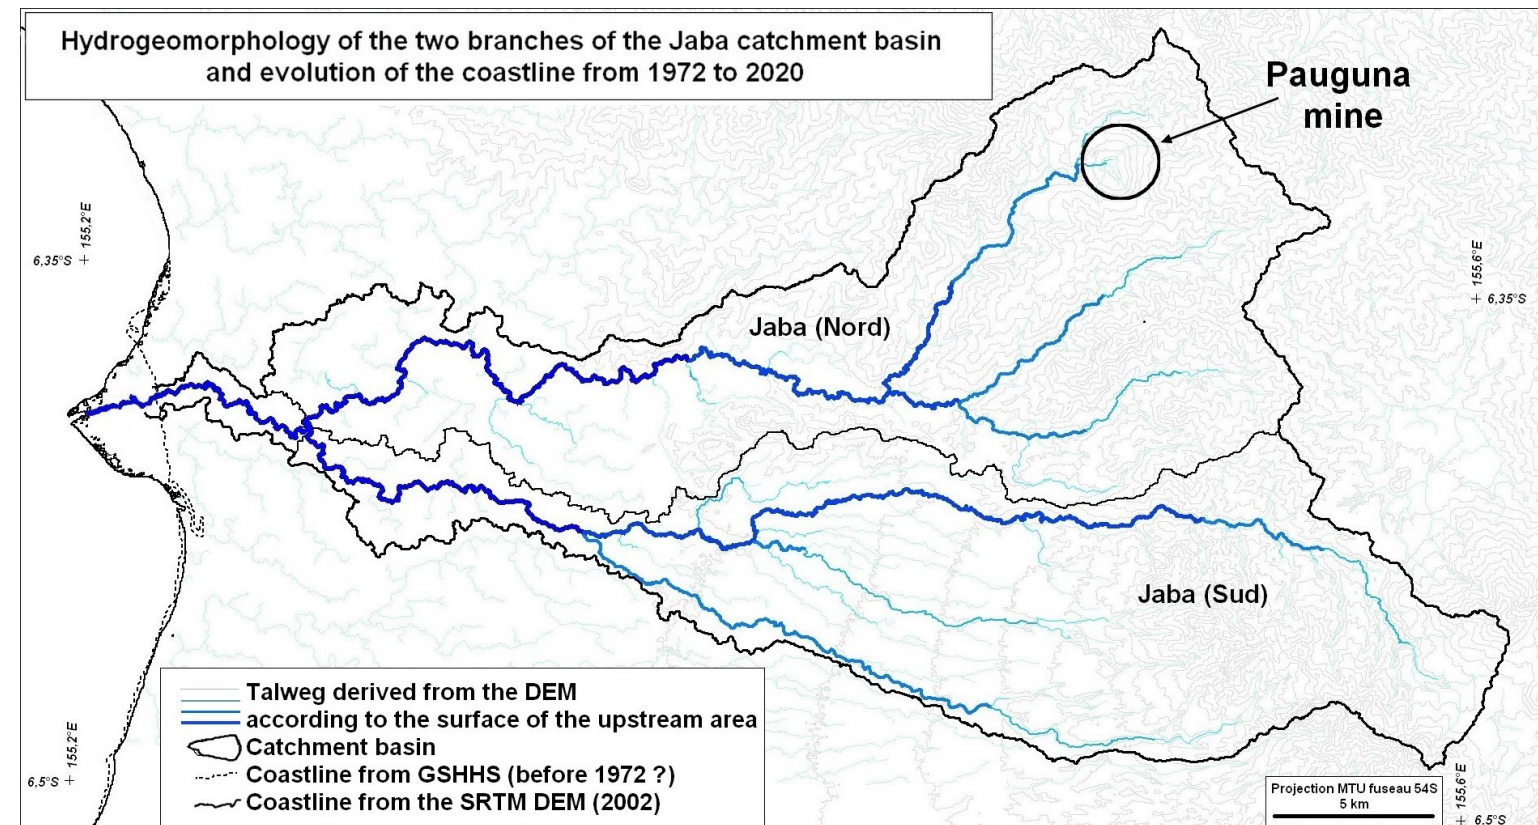 Hydrogeomorphology of the two branches of the Jaba catchment basin
and evolution of the coastline from 1972 to 2020
Pauguna
mine
155.2°E
6,35°S +
155.6°E
+ 6,35°S
Jaba (Nord)
Jaba (Sud)
Talweg derived from the DEM
according to the surface of the upstream area
Catchment basin
Coastline from GSHHS (before 1972 ?)
Coastline from the SRTM DEM (2002)
155.2°E
6,5°S +
Projection MTU fuseau 54S
5 km
155.6°E
+ 6.5°S